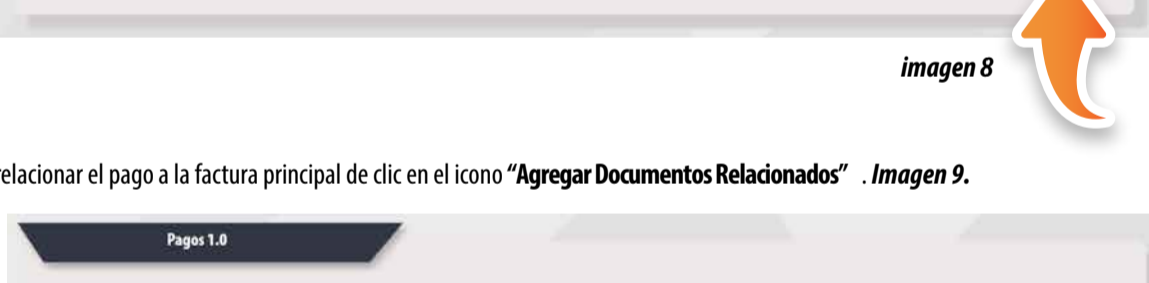 imagen 8
relacionar el pago a la factura principal de clic en el icono “Agregar Documentos Relacionados” . Imagen 9.
Pagos 1.0